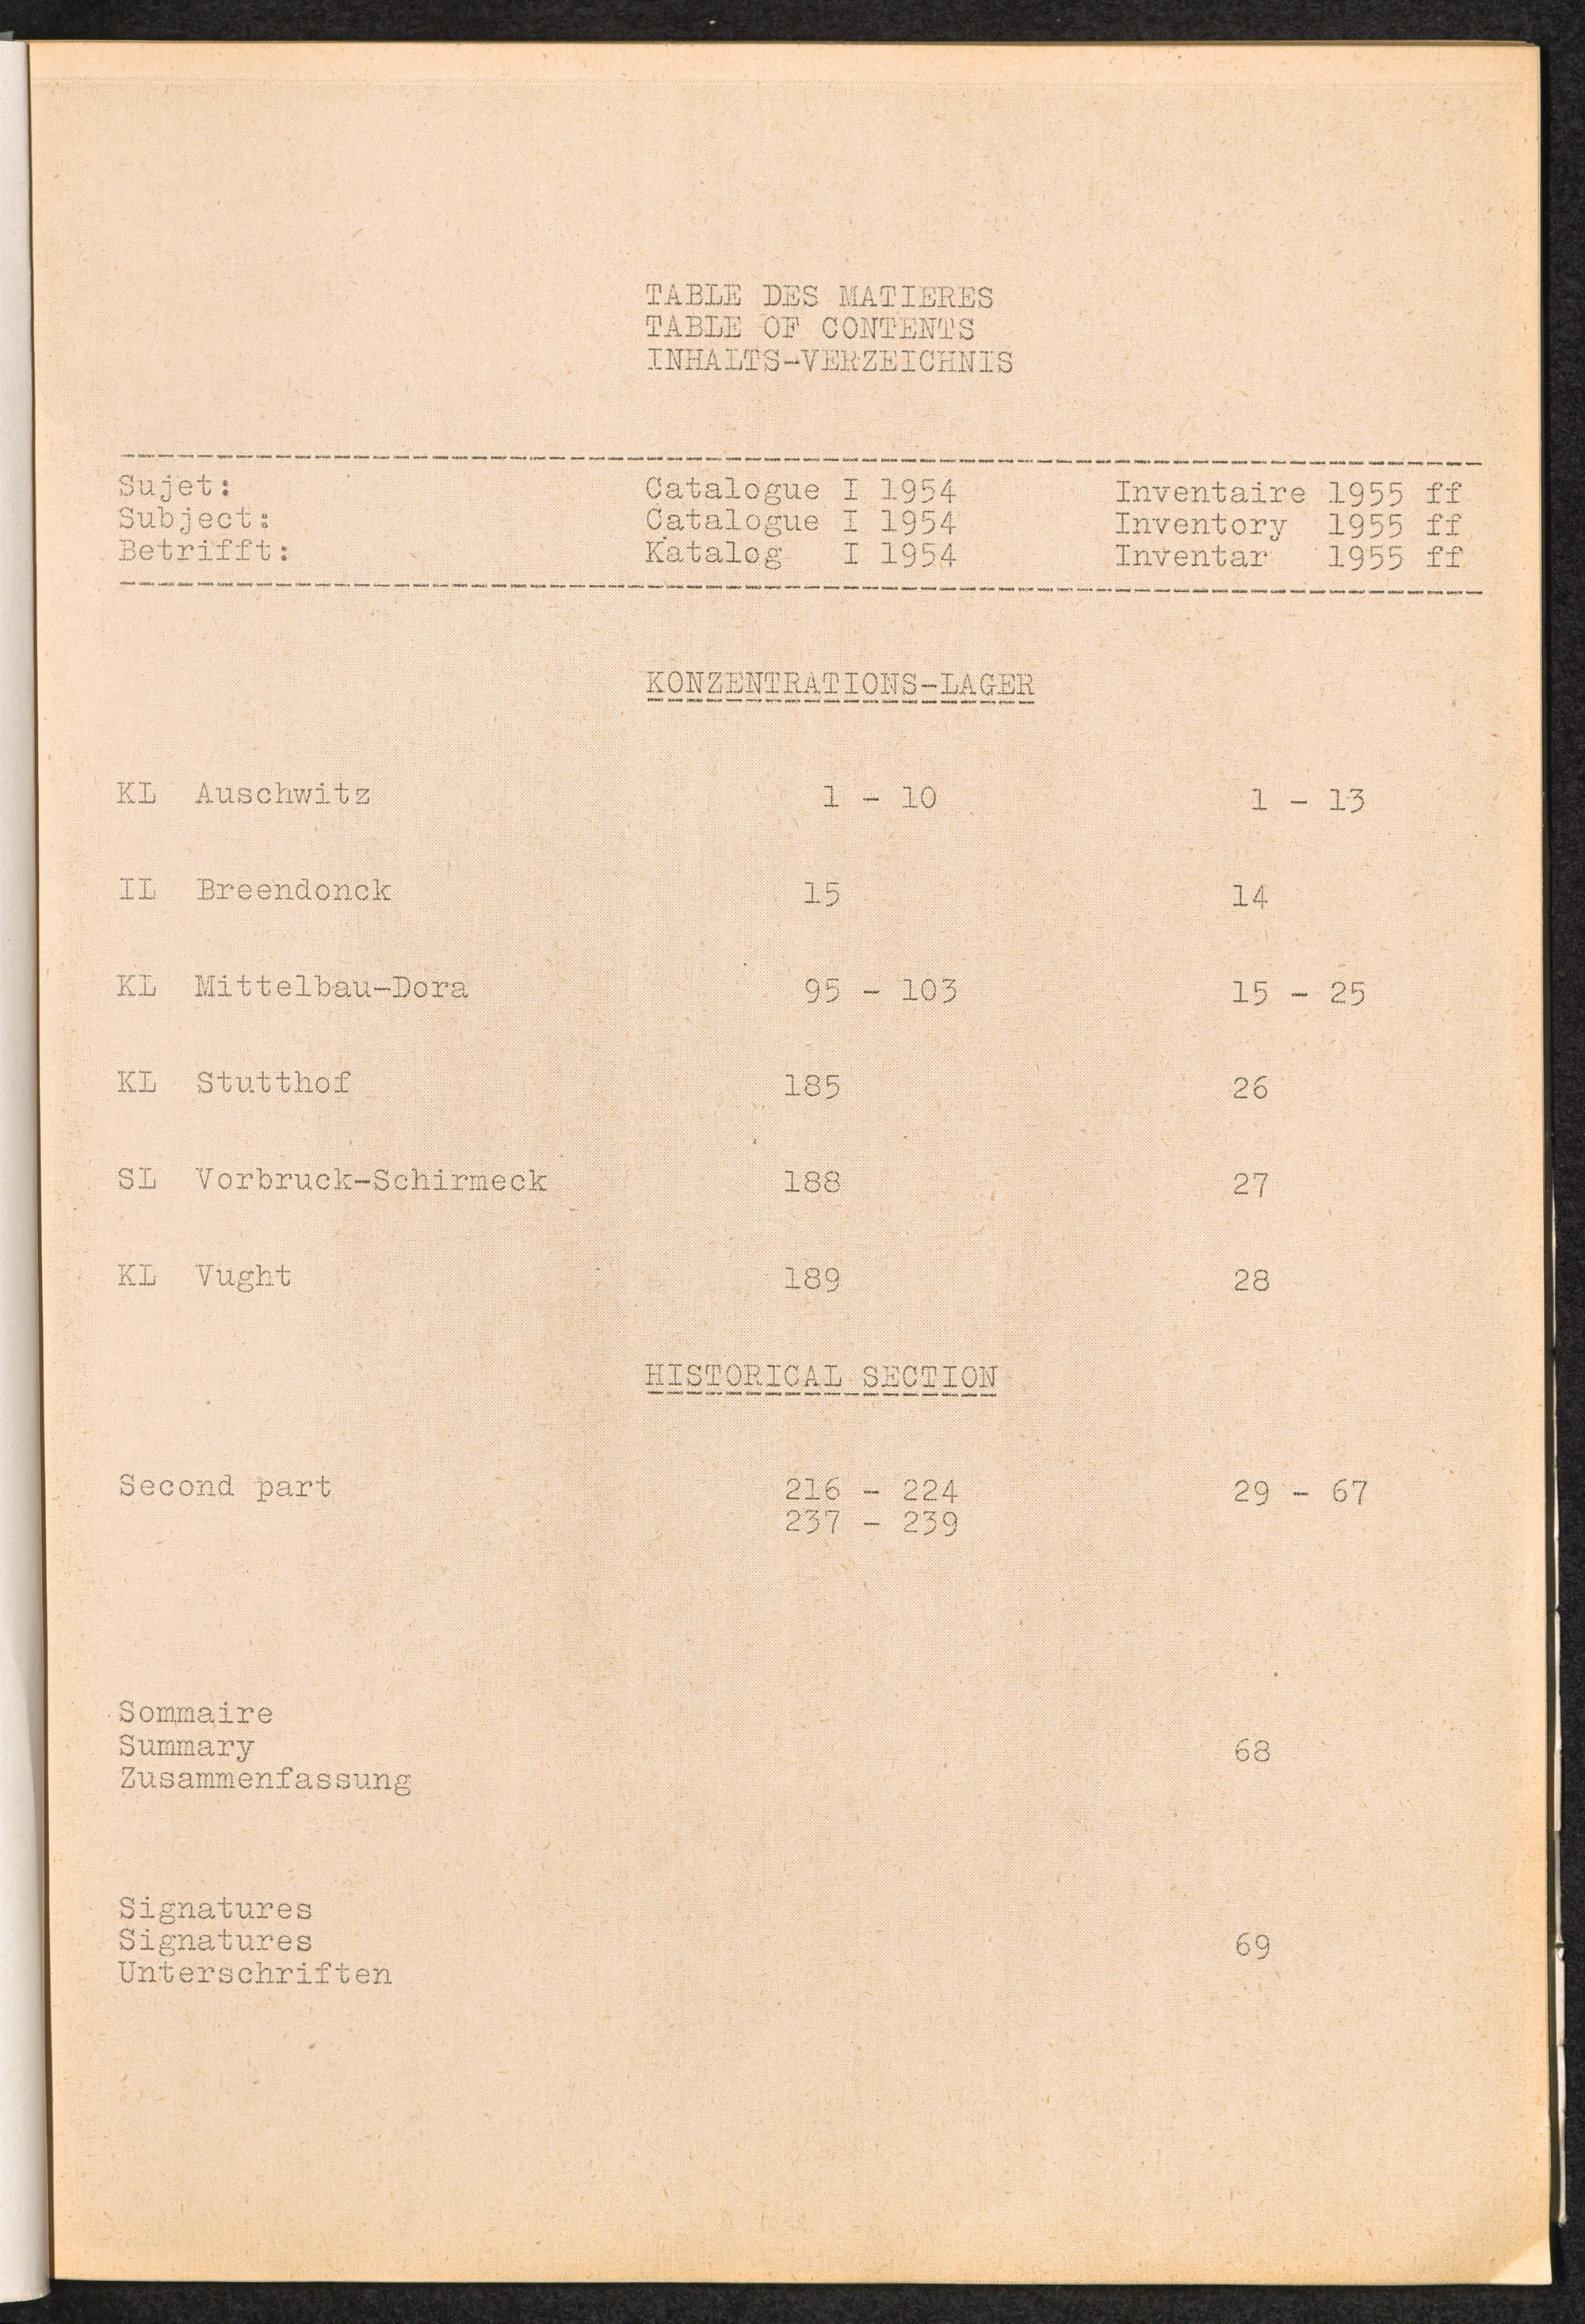 TABLE DES MATIERES
TABLE OF CONTENTS
INHALTS-VERZEICHNIS
Sujet: Catalogue I 1954 Inventaire 1955 ff
Subject: Catalogue I 1954 Inventory 1955 ff
Betrifft: Katalog I 1954 Inventar 1955 ff
KONZENTRATIONS-LAGER
KL Auschwitz 1 - 10 1 - 13
IL Breendonck 15 14
KL Mittelbau-Dora 95 - 103 15 - 25
KL Stutthof 185 26
SL Vorbruck-Schirmeck 188 27
KL Vught 189 28
HISTORICAL SECTION
Second part 216 - 224 29 - 67
237 - 239
Sommaire
Summary 68
Zusammenfassung
Signatures
Signatures 69
Unterschriften